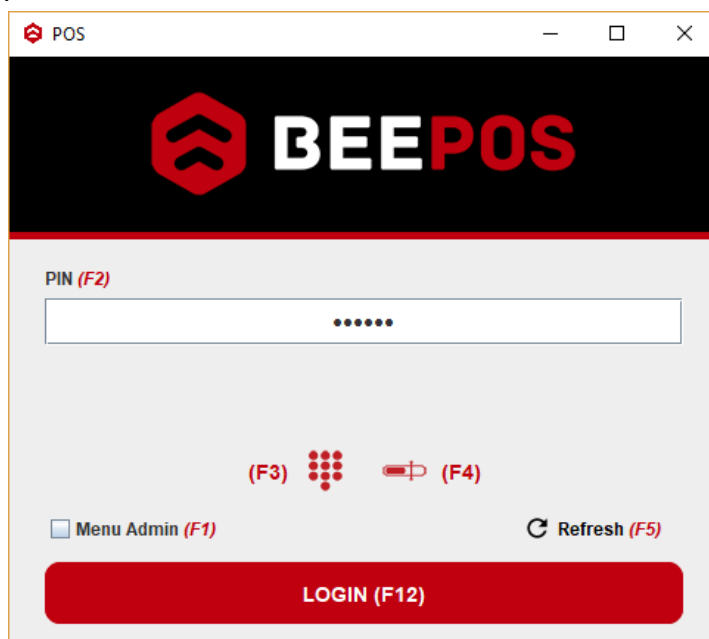 POS
BEEPOS
PIN (F2)
••••••
(F3) (F4)
Menu Admin (F1) Refresh (F5)
LOGIN (F12)